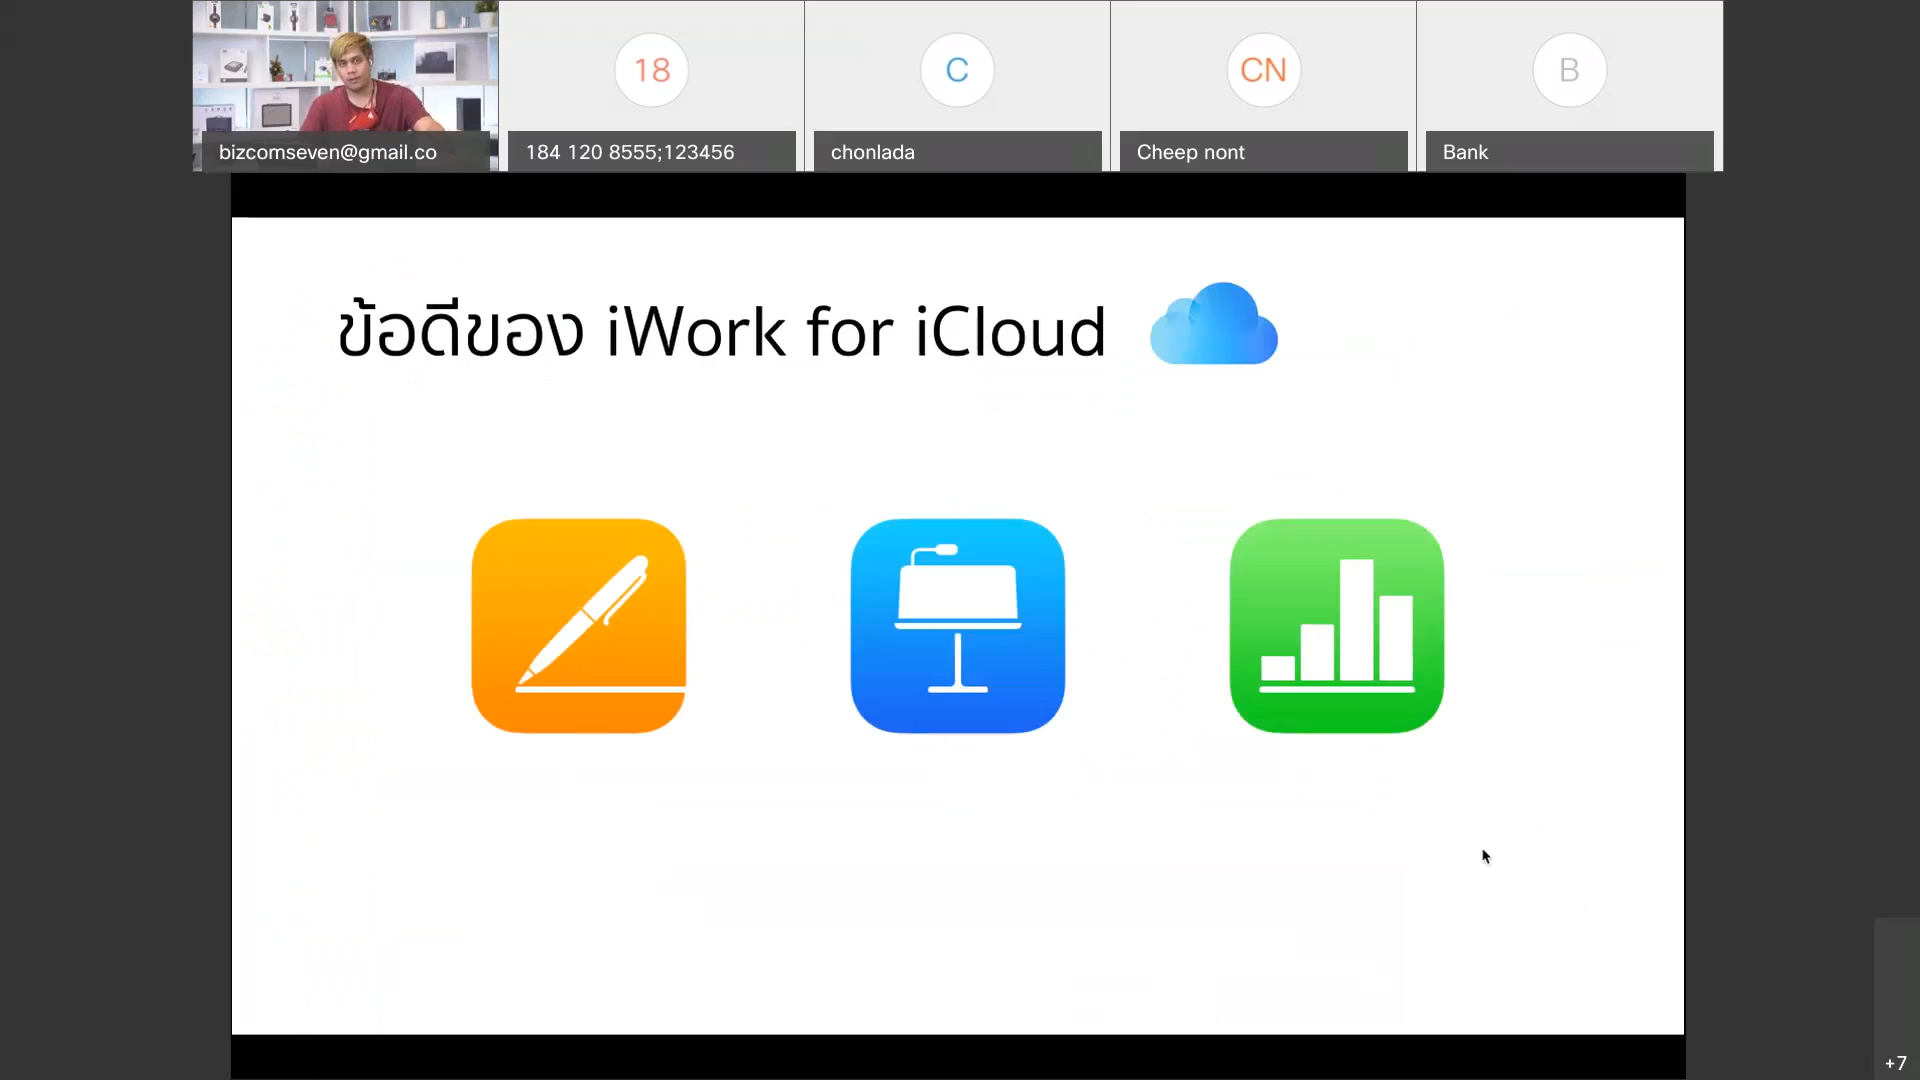 18
C
CN
B
bizcomseven@gmail.co
184 120 8555;123456
chonlada
Cheep nont
Bank
ข้อดีของ iWork for iCloud
+7